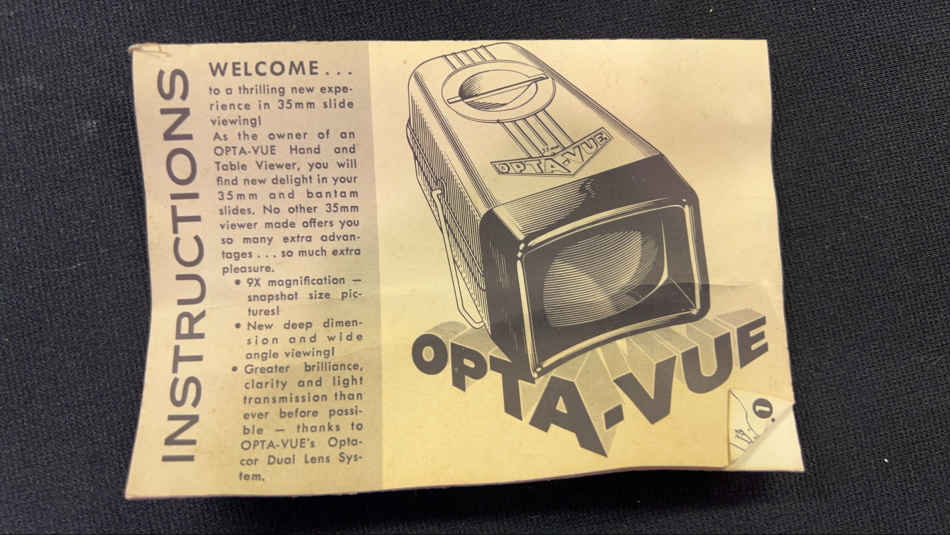 INSTRUCTIONS
WELCOME...
to a thrilling new expe-
rience in 35mm slide
viewing!
As the owner of an
OPTA-VUE Hand and
Table Viewer, you will
find new delight in your
35mm and bantam
slides. No other 35mm
viewer made offers you
so many extra advan-
tages... so much extra
pleasure.
• 9X magnification —
snapshot size pic-
tures!
• New deep dimen-
sion and wide
angle viewing!
• Greater brilliance,
clarity and light
transmission than
ever before possi-
ble — thanks to
OPTA-VUE's Opta-
cor Dual Lens Sys-
tem.
OPTA-VUE
OPTA-VUE